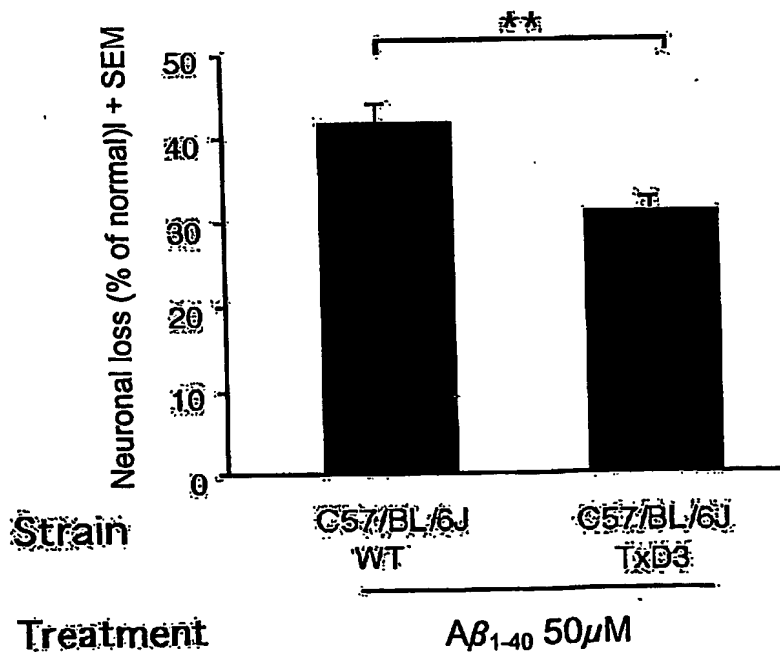 **
Neuronal loss (% of normal)l + SEM
50
40
30
20
10
0
Strain
C57/BL/6J WT
C57/BL/6J TxD3
Treatment
Aβ1-40 50μM